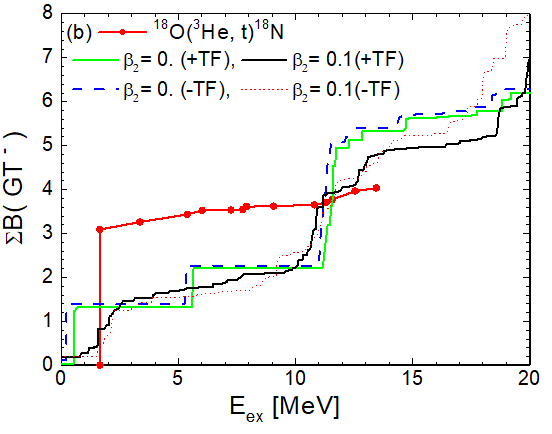 (b) ¹⁸O(³He, t)¹⁸N
β₂= 0. (+TF), β₂= 0.1(+TF)
β₂= 0. (-TF), β₂= 0.1(-TF)
8
7
6
5
4
3
2
1
0
ΣB( GT⁻ )
0 5 10 15 20
E_ex [MeV]